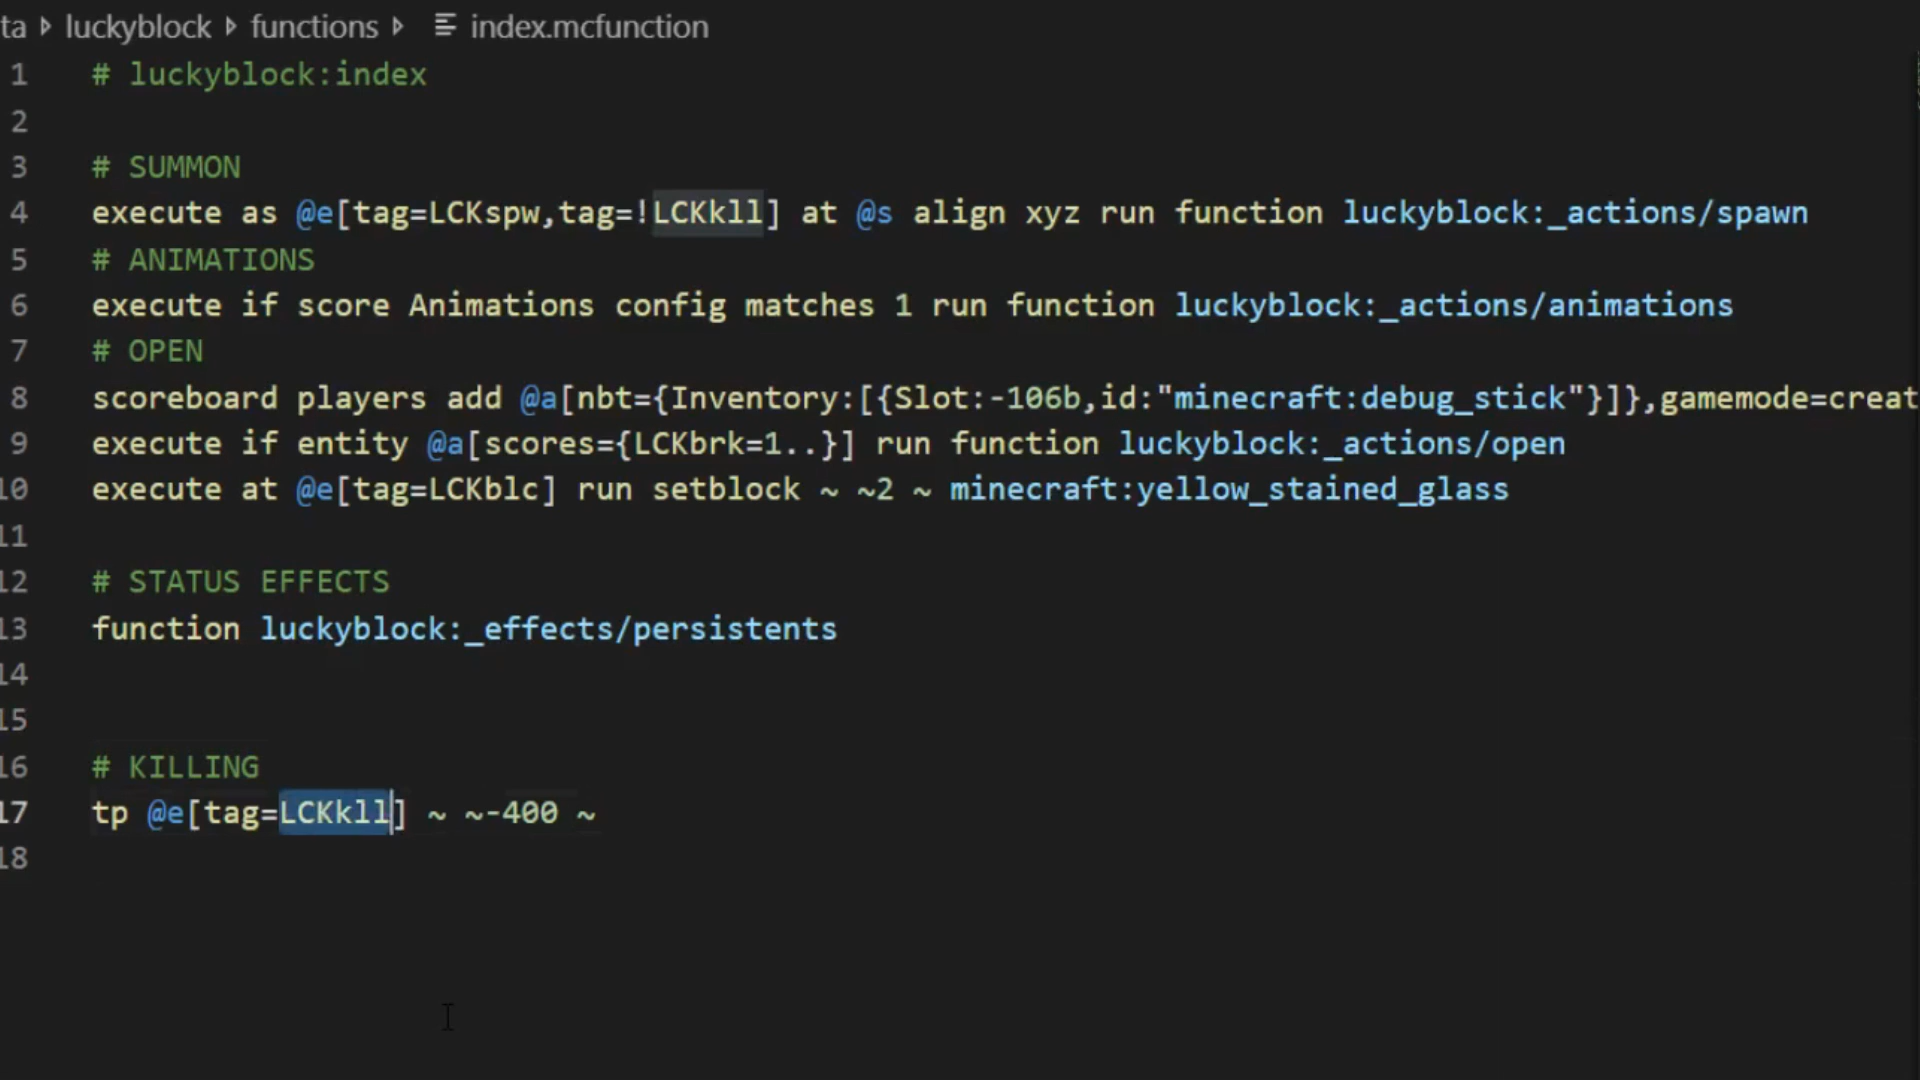 ta luckyblock functions index.mcfunction
1 # luckyblock:index
2
3 # SUMMON
4 execute as @e[tag=LCKspw,tag=!LCKkll] at @s align xyz run function luckyblock:_actions/spawn
5 # ANIMATIONS
6 execute if score Animations config matches 1 run function luckyblock:_actions/animations
7 # OPEN
8 scoreboard players add @a[nbt={Inventory:[{Slot:-106b,id:"minecraft:debug_stick"}]},gamemode=creat
9 execute if entity @a[scores={LCKbrk=1..}] run function luckyblock:_actions/open
10 execute at @e[tag=LCKblc] run setblock ~ ~2 ~ minecraft:yellow_stained_glass
11
12 # STATUS EFFECTS
13 function luckyblock:_effects/persistents
14
15
16 # KILLING
17 tp @e[tag=LCKkll] ~ ~-400 ~
18